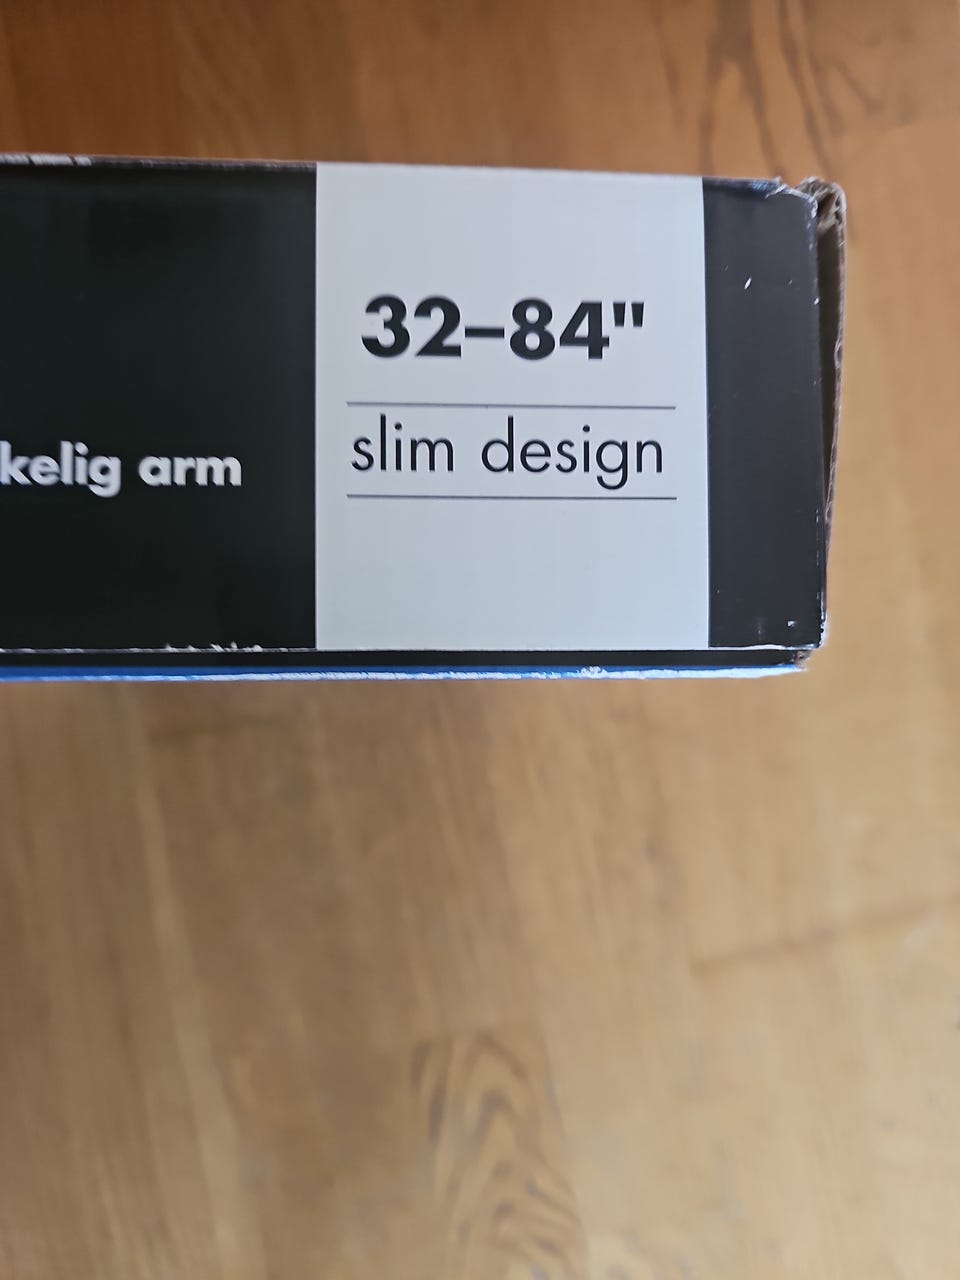 32–84"
kelig arm
slim design